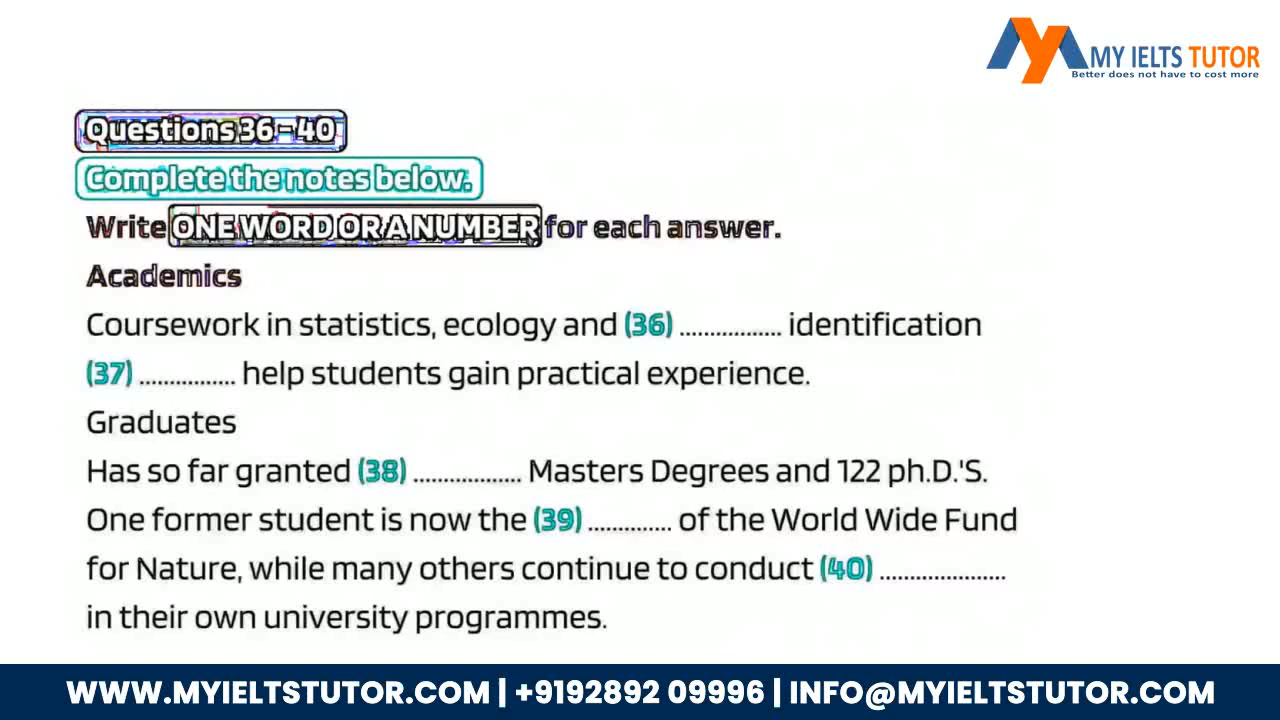 MY IELTS TUTOR
Better does not have to cost more
Questions 36 – 40
Complete the notes below.
Write ONE WORD OR A NUMBER for each answer.
Academics
Coursework in statistics, ecology and (36) ................. identification
(37) ................ help students gain practical experience.
Graduates
Has so far granted (38) .................. Masters Degrees and 122 ph.D.'S.
One former student is now the (39) .............. of the World Wide Fund
for Nature, while many others continue to conduct (40) .....................
in their own university programmes.
WWW.MYIELTSTUTOR.COM | +9192892 09996 | INFO@MYIELTSTUTOR.COM